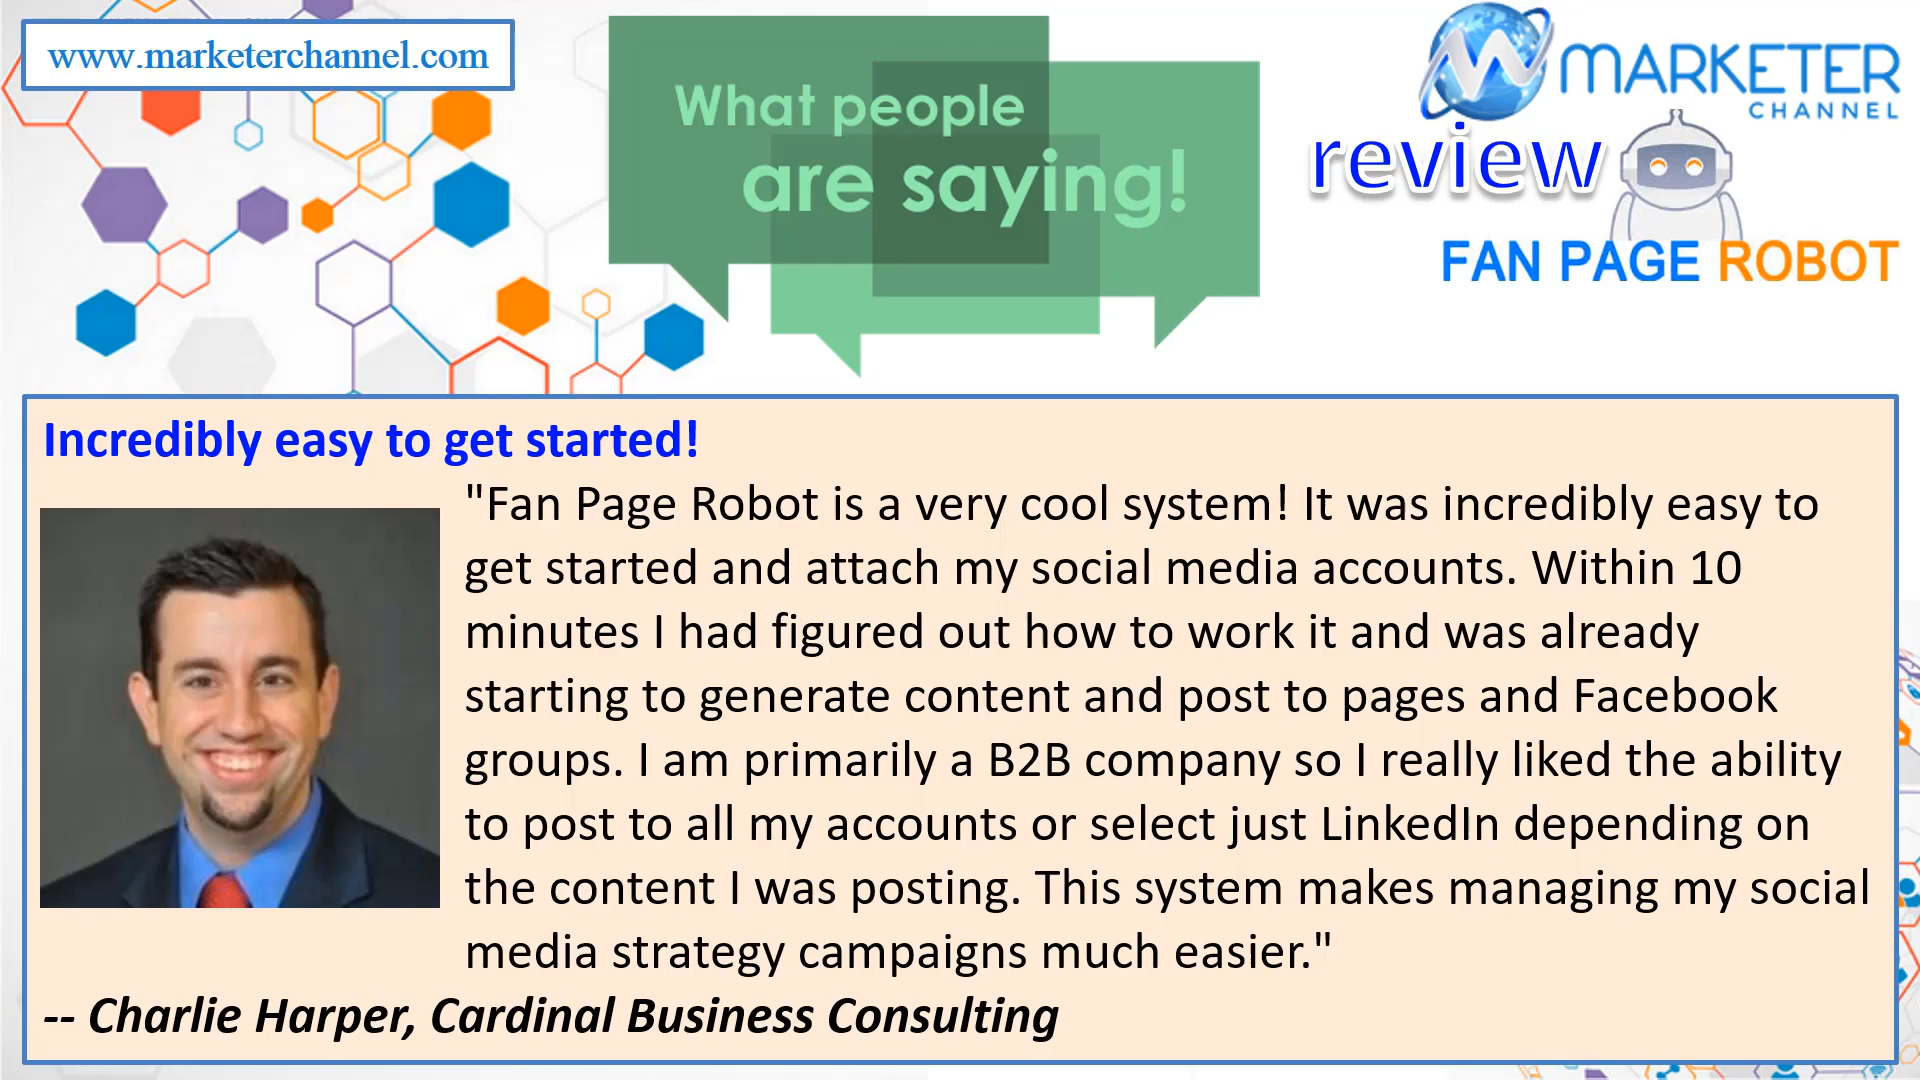 www.marketerchannel.com
What people
are saying!
MARKETER
CHANNEL
review
FAN PAGE ROBOT
Incredibly easy to get started!
"Fan Page Robot is a very cool system! It was incredibly easy to
get started and attach my social media accounts. Within 10
minutes I had figured out how to work it and was already
starting to generate content and post to pages and Facebook
groups. I am primarily a B2B company so I really liked the ability
to post to all my accounts or select just LinkedIn depending on
the content I was posting. This system makes managing my social
media strategy campaigns much easier."
-- Charlie Harper, Cardinal Business Consulting